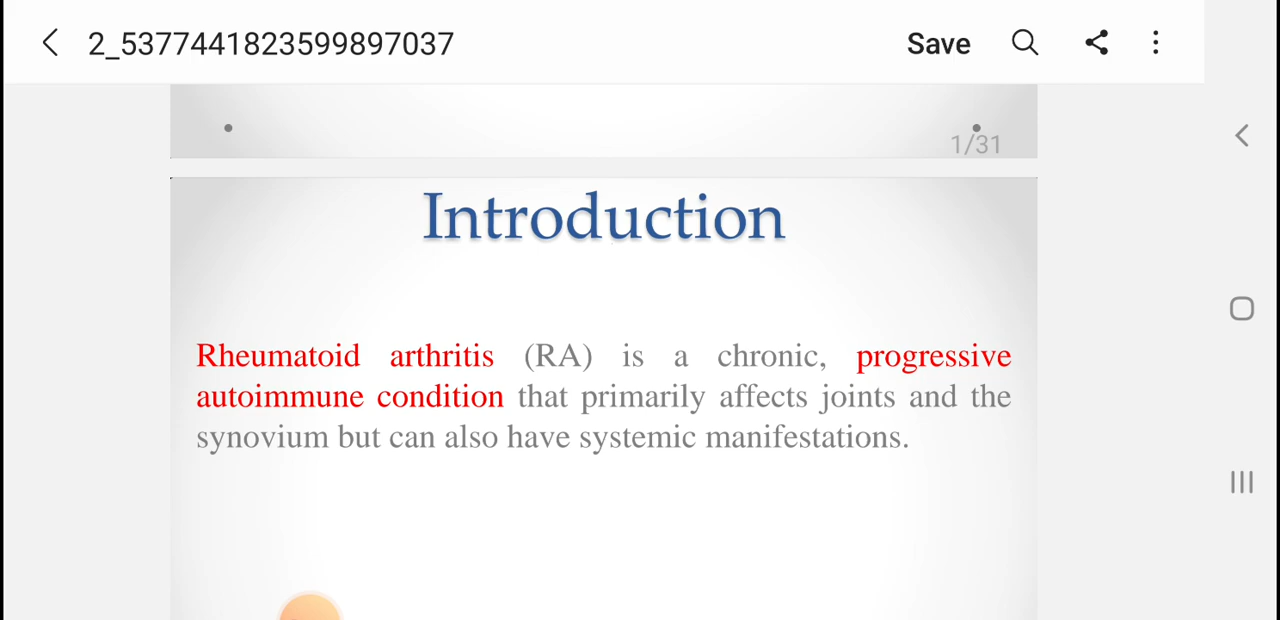 2_5377441823599897037
Save
1/31
Introduction
Rheumatoid arthritis (RA) is a chronic, progressive
autoimmune condition that primarily affects joints and the
synovium but can also have systemic manifestations.